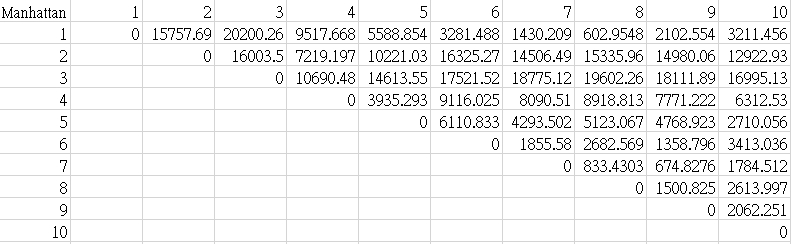 Manhattan 1 2 3 4 5 6 7 8 9 10
1 0 15757.69 20200.26 9517.668 5588.854 3281.488 1430.209 602.9548 2102.554 3211.456
2 0 16003.5 7219.197 10221.03 16325.27 14506.49 15335.96 14980.06 12922.93
3 0 10690.48 14613.55 17521.52 18775.12 19602.26 18111.89 16995.13
4 0 3935.293 9116.025 8090.51 8918.813 7771.222 6312.53
5 0 6110.833 4293.502 5123.067 4768.923 2710.056
6 0 1855.58 2682.569 1358.796 3413.036
7 0 833.4303 674.8276 1784.512
8 0 1500.825 2613.997
9 0 2062.251
10 0